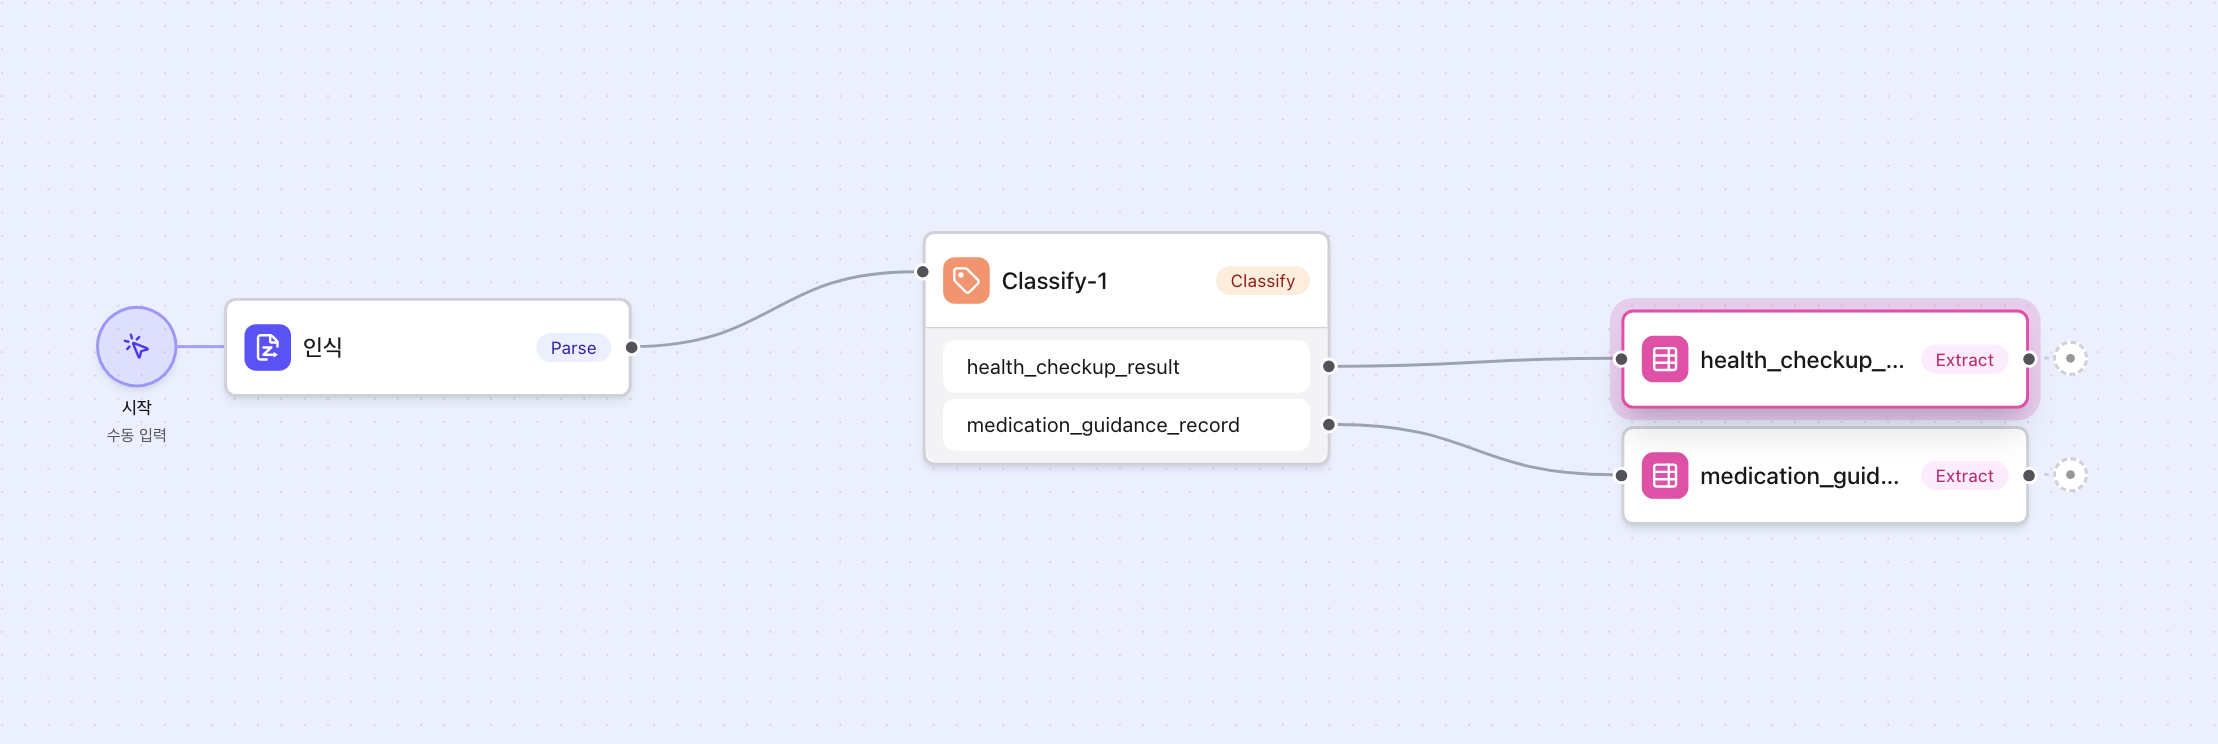 시작
수동 입력
인식
Parse
Classify-1
Classify
health_checkup_result
medication_guidance_record
health_checkup_...
Extract
medication_guid...
Extract